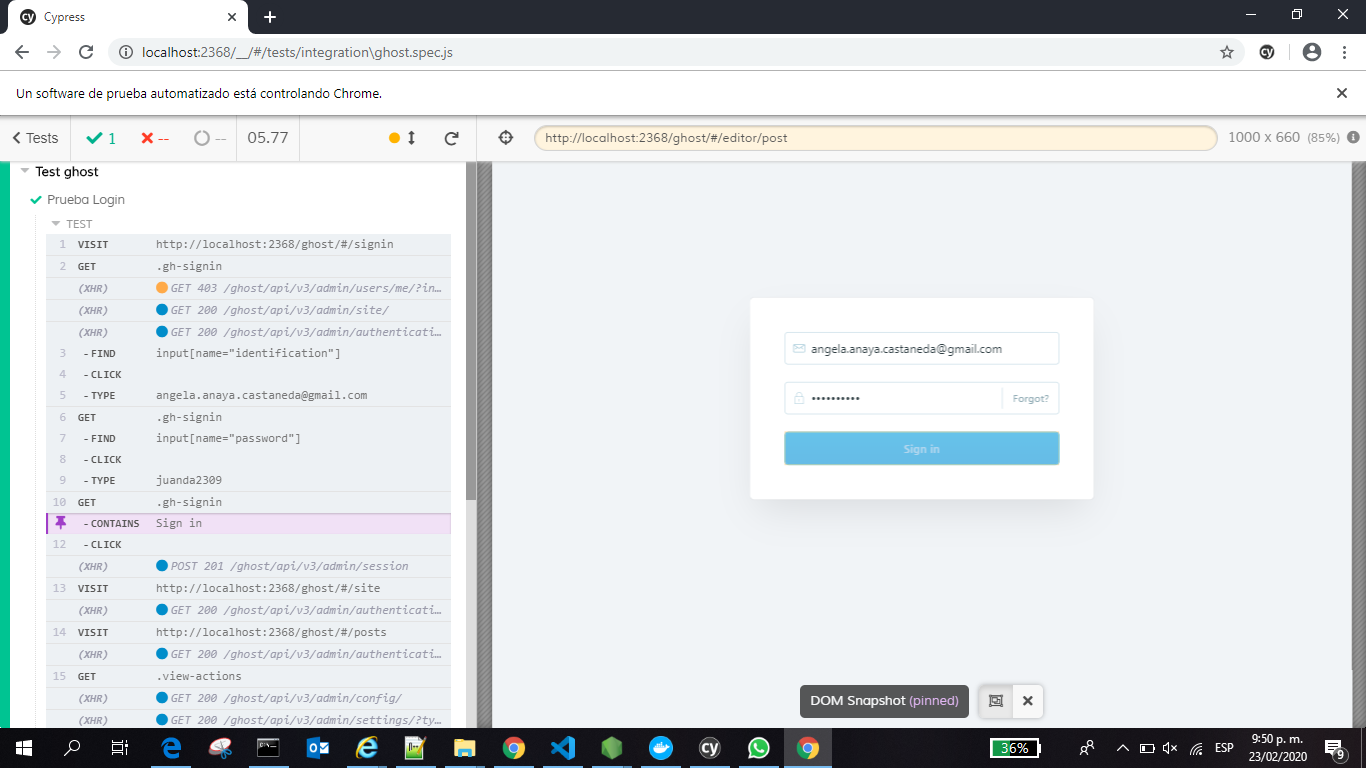 Cypress
localhost:2368/__/#/tests/integration\ghost.spec.js
Un software de prueba automatizado está controlando Chrome.
Tests 1 -- -- 05.77
http://localhost:2368/ghost/#/editor/post 1000 x 660 (85%)
Test ghost
Prueba Login
TEST
1 VISIT http://localhost:2368/ghost/#/signin
2 GET .gh-signin
(XHR) GET 403 /ghost/api/v3/admin/users/me/?in…
(XHR) GET 200 /ghost/api/v3/admin/site/
(XHR) GET 200 /ghost/api/v3/admin/authenticati…
3 - FIND input[name="identification"]
4 - CLICK
5 - TYPE angela.anaya.castaneda@gmail.com
6 GET .gh-signin
7 - FIND input[name="password"]
8 - CLICK
9 - TYPE juanda2309
10 GET .gh-signin
- CONTAINS Sign in
12 - CLICK
(XHR) POST 201 /ghost/api/v3/admin/session
13 VISIT http://localhost:2368/ghost/#/site
(XHR) GET 200 /ghost/api/v3/admin/authenticati…
14 VISIT http://localhost:2368/ghost/#/posts
(XHR) GET 200 /ghost/api/v3/admin/authenticati…
15 GET .view-actions
(XHR) GET 200 /ghost/api/v3/admin/config/
(XHR) GET 200 /ghost/api/v3/admin/settings/?ty…
angela.anaya.castaneda@gmail.com
•••••••••• Forgot?
Sign in
DOM Snapshot (pinned)
36%
ESP
9:50 p. m.
23/02/2020
9